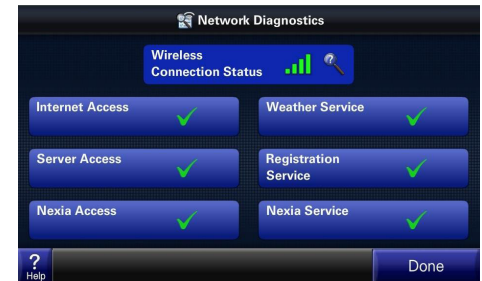 Network Diagnostics
Wireless
Connection Status
Internet Access
Weather Service
Server Access
Registration
Service
Nexia Access
Nexia Service
?
Help
Done